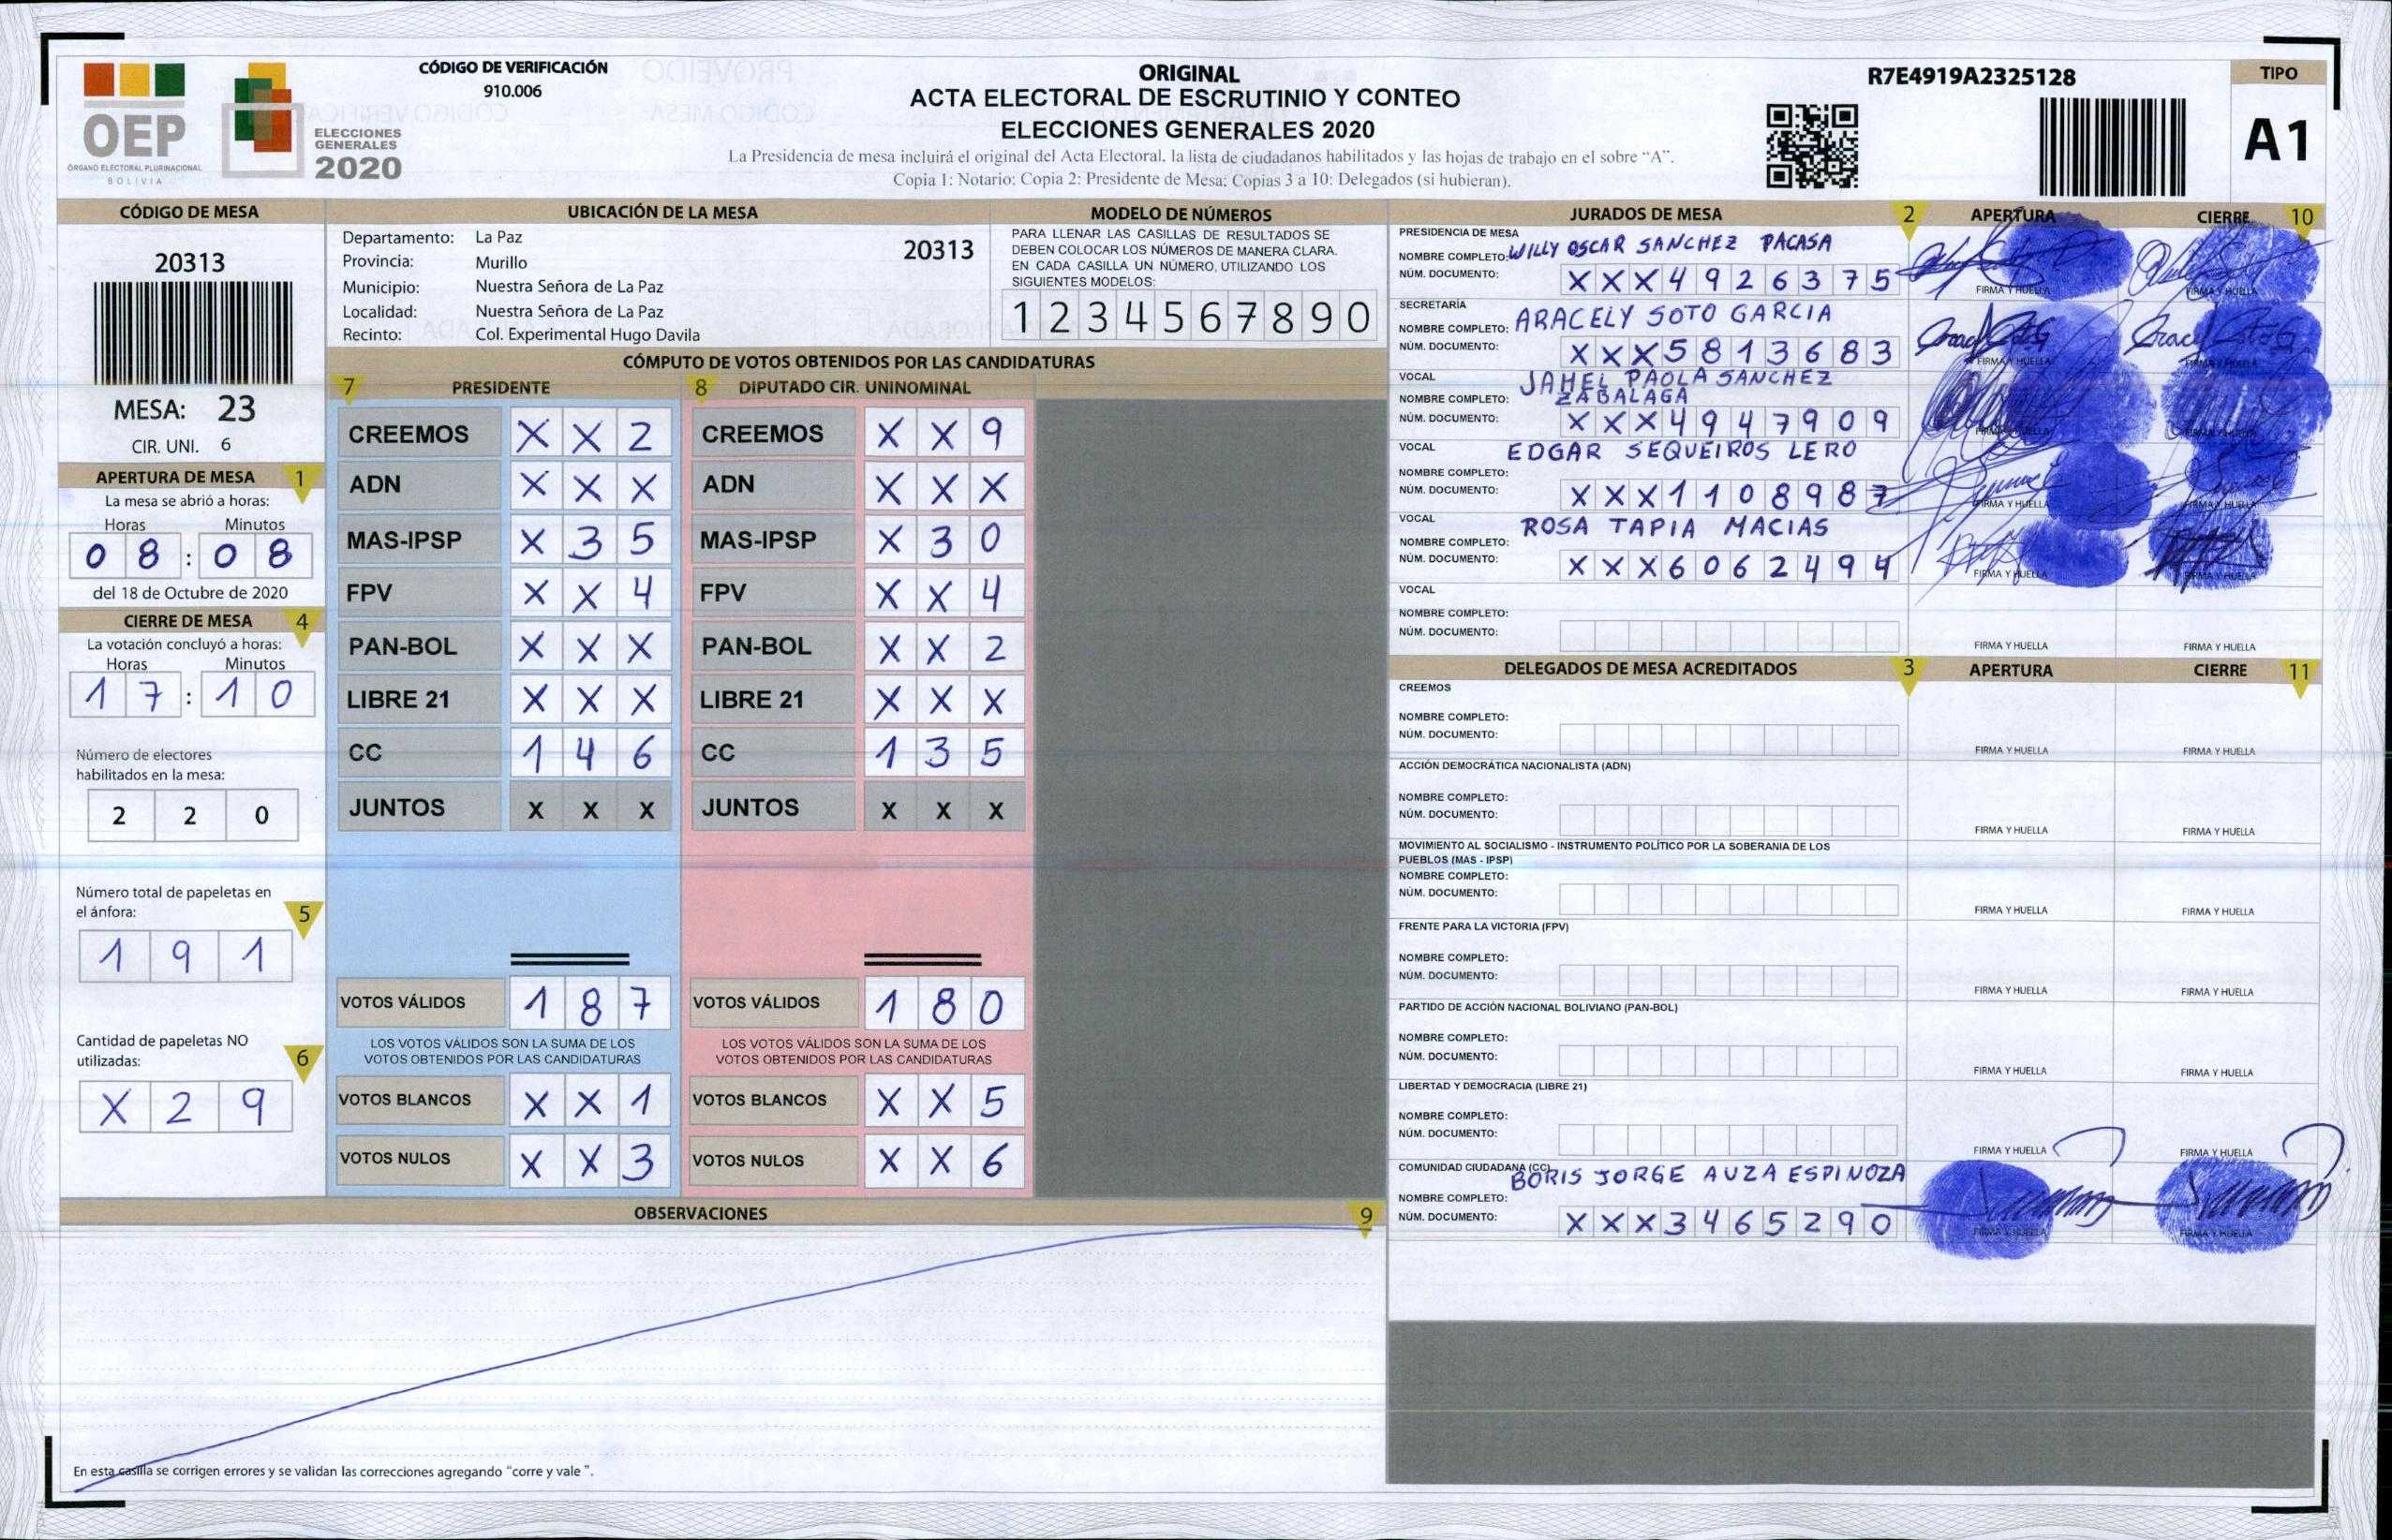 CÓDIGO DE VERIFICACIÓN
910.006
OEP
ÓRGANO ELECTORAL PLURINACIONAL
BOLIVIA
ELECCIONES
GENERALES
2020
ORIGINAL
ACTA ELECTORAL DE ESCRUTINIO Y CONTEO
ELECCIONES GENERALES 2020
La Presidencia de mesa incluirá el original del Acta Electoral, la lista de ciudadanos habilitados y las hojas de trabajo en el sobre “A”.
Copia 1: Notario; Copia 2: Presidente de Mesa; Copias 3 a 10: Delegados (si hubieran).
R7E4919A2325128
TIPO
A1
CÓDIGO DE MESA
20313
MESA: 23
CIR. UNI. 6
APERTURA DE MESA 1
La mesa se abrió a horas:
Horas Minutos
0 8 : 0 8
del 18 de Octubre de 2020
CIERRE DE MESA 4
La votación concluyó a horas:
Horas Minutos
1 7 : 1 0
Número de electores
habilitados en la mesa:
2 2 0
Número total de papeletas en
el ánfora: 5
1 9 1
Cantidad de papeletas NO
utilizadas: 6
X 2 9
UBICACIÓN DE LA MESA
Departamento: La Paz 20313
Provincia: Murillo
Municipio: Nuestra Señora de La Paz
Localidad: Nuestra Señora de La Paz
Recinto: Col. Experimental Hugo Davila
MODELO DE NÚMEROS
PARA LLENAR LAS CASILLAS DE RESULTADOS SE
DEBEN COLOCAR LOS NÚMEROS DE MANERA CLARA.
EN CADA CASILLA UN NÚMERO, UTILIZANDO LOS
SIGUIENTES MODELOS:
1 2 3 4 5 6 7 8 9 0
CÓMPUTO DE VOTOS OBTENIDOS POR LAS CANDIDATURAS
7 PRESIDENTE
CREEMOS X X 2
ADN X X X
MAS-IPSP X 3 5
FPV X X 4
PAN-BOL X X X
LIBRE 21 X X X
CC 1 4 6
JUNTOS X X X
VOTOS VÁLIDOS 1 8 7
LOS VOTOS VÁLIDOS SON LA SUMA DE LOS
VOTOS OBTENIDOS POR LAS CANDIDATURAS
VOTOS BLANCOS X X 1
VOTOS NULOS X X 3
8 DIPUTADO CIR. UNINOMINAL
CREEMOS X X 9
ADN X X X
MAS-IPSP X 3 0
FPV X X 4
PAN-BOL X X 2
LIBRE 21 X X X
CC 1 3 5
JUNTOS X X X
VOTOS VÁLIDOS 1 8 0
LOS VOTOS VÁLIDOS SON LA SUMA DE LOS
VOTOS OBTENIDOS POR LAS CANDIDATURAS
VOTOS BLANCOS X X 5
VOTOS NULOS X X 6
OBSERVACIONES 9
En esta casilla se corrigen errores y se validan las correcciones agregando “corre y vale ”.
JURADOS DE MESA 2 APERTURA CIERRE 10
PRESIDENCIA DE MESA
NOMBRE COMPLETO: WILLY OSCAR SANCHEZ PACASA
NÚM. DOCUMENTO: X X X 4 9 2 6 3 7 5
FIRMA Y HUELLA FIRMA Y HUELLA
SECRETARÍA
NOMBRE COMPLETO: ARACELY SOTO GARCIA
NÚM. DOCUMENTO: X X X 5 8 1 3 6 8 3
FIRMA Y HUELLA FIRMA Y HUELLA
VOCAL
NOMBRE COMPLETO: JAHEL PAOLA SANCHEZ
ZABALAGA
NÚM. DOCUMENTO: X X X 4 9 4 7 9 0 9
FIRMA Y HUELLA FIRMA Y HUELLA
VOCAL
EDGAR SEQUEIROS LERO
NOMBRE COMPLETO:
NÚM. DOCUMENTO: X X X 1 1 0 8 9 8 7
FIRMA Y HUELLA FIRMA Y HUELLA
VOCAL
ROSA TAPIA MACIAS
NOMBRE COMPLETO:
NÚM. DOCUMENTO: X X X 6 0 6 2 4 9 4
FIRMA Y HUELLA FIRMA Y HUELLA
VOCAL
NOMBRE COMPLETO:
NÚM. DOCUMENTO:
FIRMA Y HUELLA FIRMA Y HUELLA
DELEGADOS DE MESA ACREDITADOS 3 APERTURA CIERRE 11
CREEMOS
NOMBRE COMPLETO:
NÚM. DOCUMENTO:
FIRMA Y HUELLA FIRMA Y HUELLA
ACCIÓN DEMOCRÁTICA NACIONALISTA (ADN)
NOMBRE COMPLETO:
NÚM. DOCUMENTO:
FIRMA Y HUELLA FIRMA Y HUELLA
MOVIMIENTO AL SOCIALISMO - INSTRUMENTO POLÍTICO POR LA SOBERANIA DE LOS
PUEBLOS (MAS - IPSP)
NOMBRE COMPLETO:
NÚM. DOCUMENTO:
FIRMA Y HUELLA FIRMA Y HUELLA
FRENTE PARA LA VICTORIA (FPV)
NOMBRE COMPLETO:
NÚM. DOCUMENTO:
FIRMA Y HUELLA FIRMA Y HUELLA
PARTIDO DE ACCIÓN NACIONAL BOLIVIANO (PAN-BOL)
NOMBRE COMPLETO:
NÚM. DOCUMENTO:
FIRMA Y HUELLA FIRMA Y HUELLA
LIBERTAD Y DEMOCRACIA (LIBRE 21)
NOMBRE COMPLETO:
NÚM. DOCUMENTO:
FIRMA Y HUELLA FIRMA Y HUELLA
COMUNIDAD CIUDADANA (CC)
BORIS JORGE AUZA ESPINOZA
NOMBRE COMPLETO:
NÚM. DOCUMENTO: X X X 3 4 6 5 2 9 0
FIRMA Y HUELLA FIRMA Y HUELLA